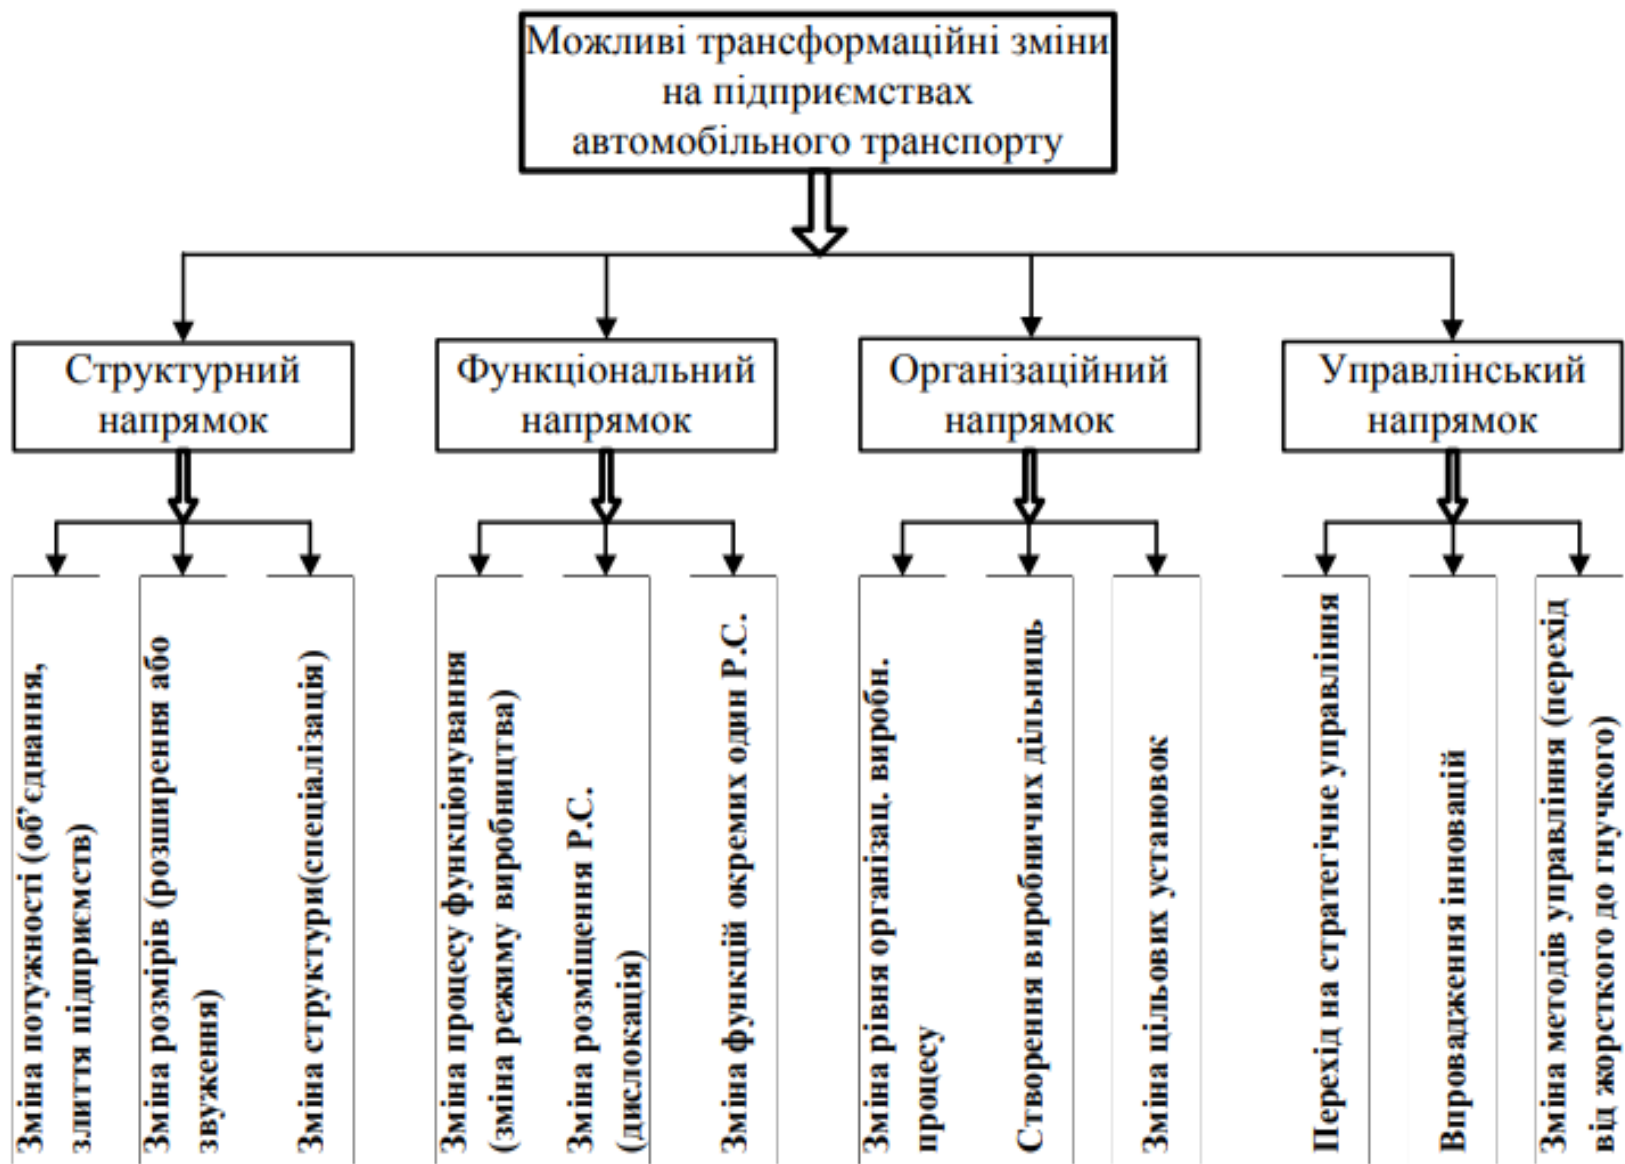 Можливі трансформаційні зміни
на підприємствах
автомобільного транспорту
Структурний
напрямок
Функціональний
напрямок
Організаційний
напрямок
Управлінський
напрямок
Зміна потужності (об’єднання,
злиття підприємств)
Зміна розмірів (розширення або
звуження)
Зміна структури(спеціалізація)
Зміна процесу функціонування
(зміна режиму виробництва)
Зміна розміщення Р.С.
(дислокація)
Зміна функцій окремих один Р.С.
Зміна рівня організац. виробн.
процесу
Створення виробничих дільниць
Зміна цільових установок
Перехід на стратегічне управління
Впровадження інновацій
Зміна методів управління (перехід
від жорсткого до гнучкого)